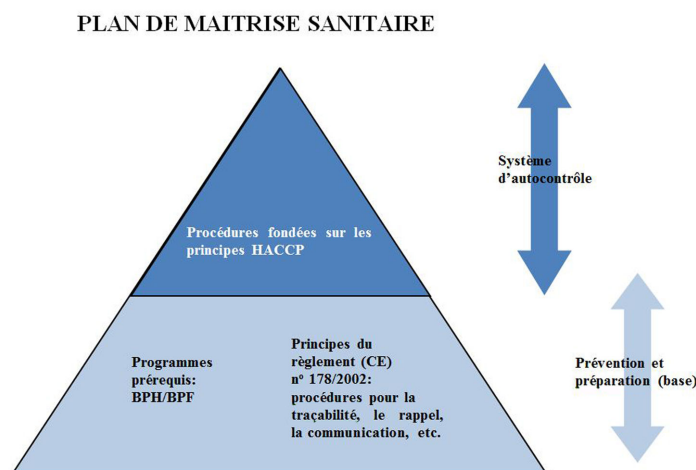 PLAN DE MAITRISE SANITAIRE
Système
d'autocontrôle
Procédures fondées sur les
principes HACCP
Programmes
prérequis:
BPH/BPF
Principes du
règlement (CE)
nº 178/2002:
procédures pour la
traçabilité, le rappel,
la communication, etc.
Prévention et
préparation (base)